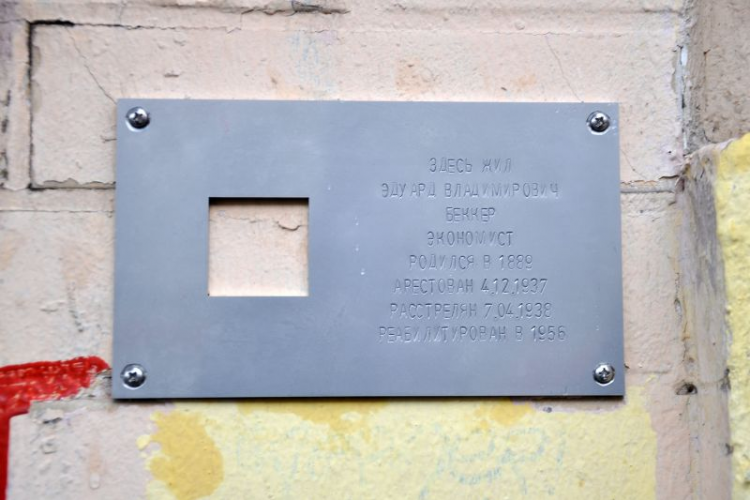 ЗДЕСЬ ЖИЛ
ЭДУАРД ВЛАДИМИРОВИЧ
БЕККЕР
ЭКОНОМИСТ
РОДИЛСЯ В 1889
АРЕСТОВАН 4.12.1937
РАССТРЕЛЯН 7.04.1938
РЕАБИЛИТИРОВАН В 1956